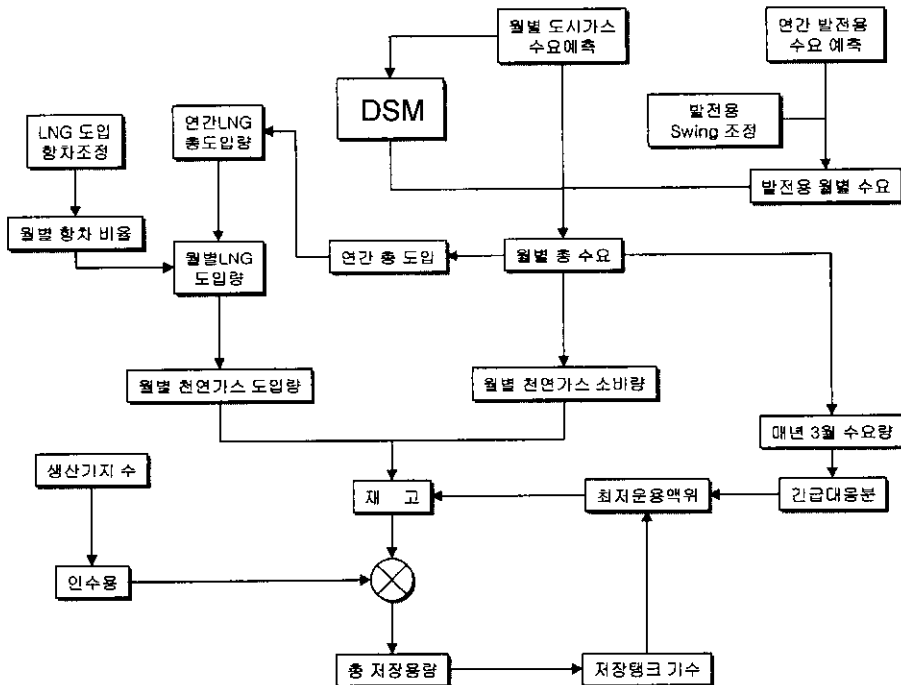 월별 도시가스
수요예측
연간 발전용
수요 예측
DSM
연간LNG
총도입량
LNG 도입
항차조정
발전용
Swing 조정
발전용 월별 수요
월별 항차 비율
월별LNG
도입량
연간 총 도입
월별 총 수요
월별 천연가스 도입량
월별 천연가스 소비량
매년 3월 수요량
생산기지 수
재 고
최저운용액위
긴급대응분
인수용
총 저장용량
저장탱크 기수